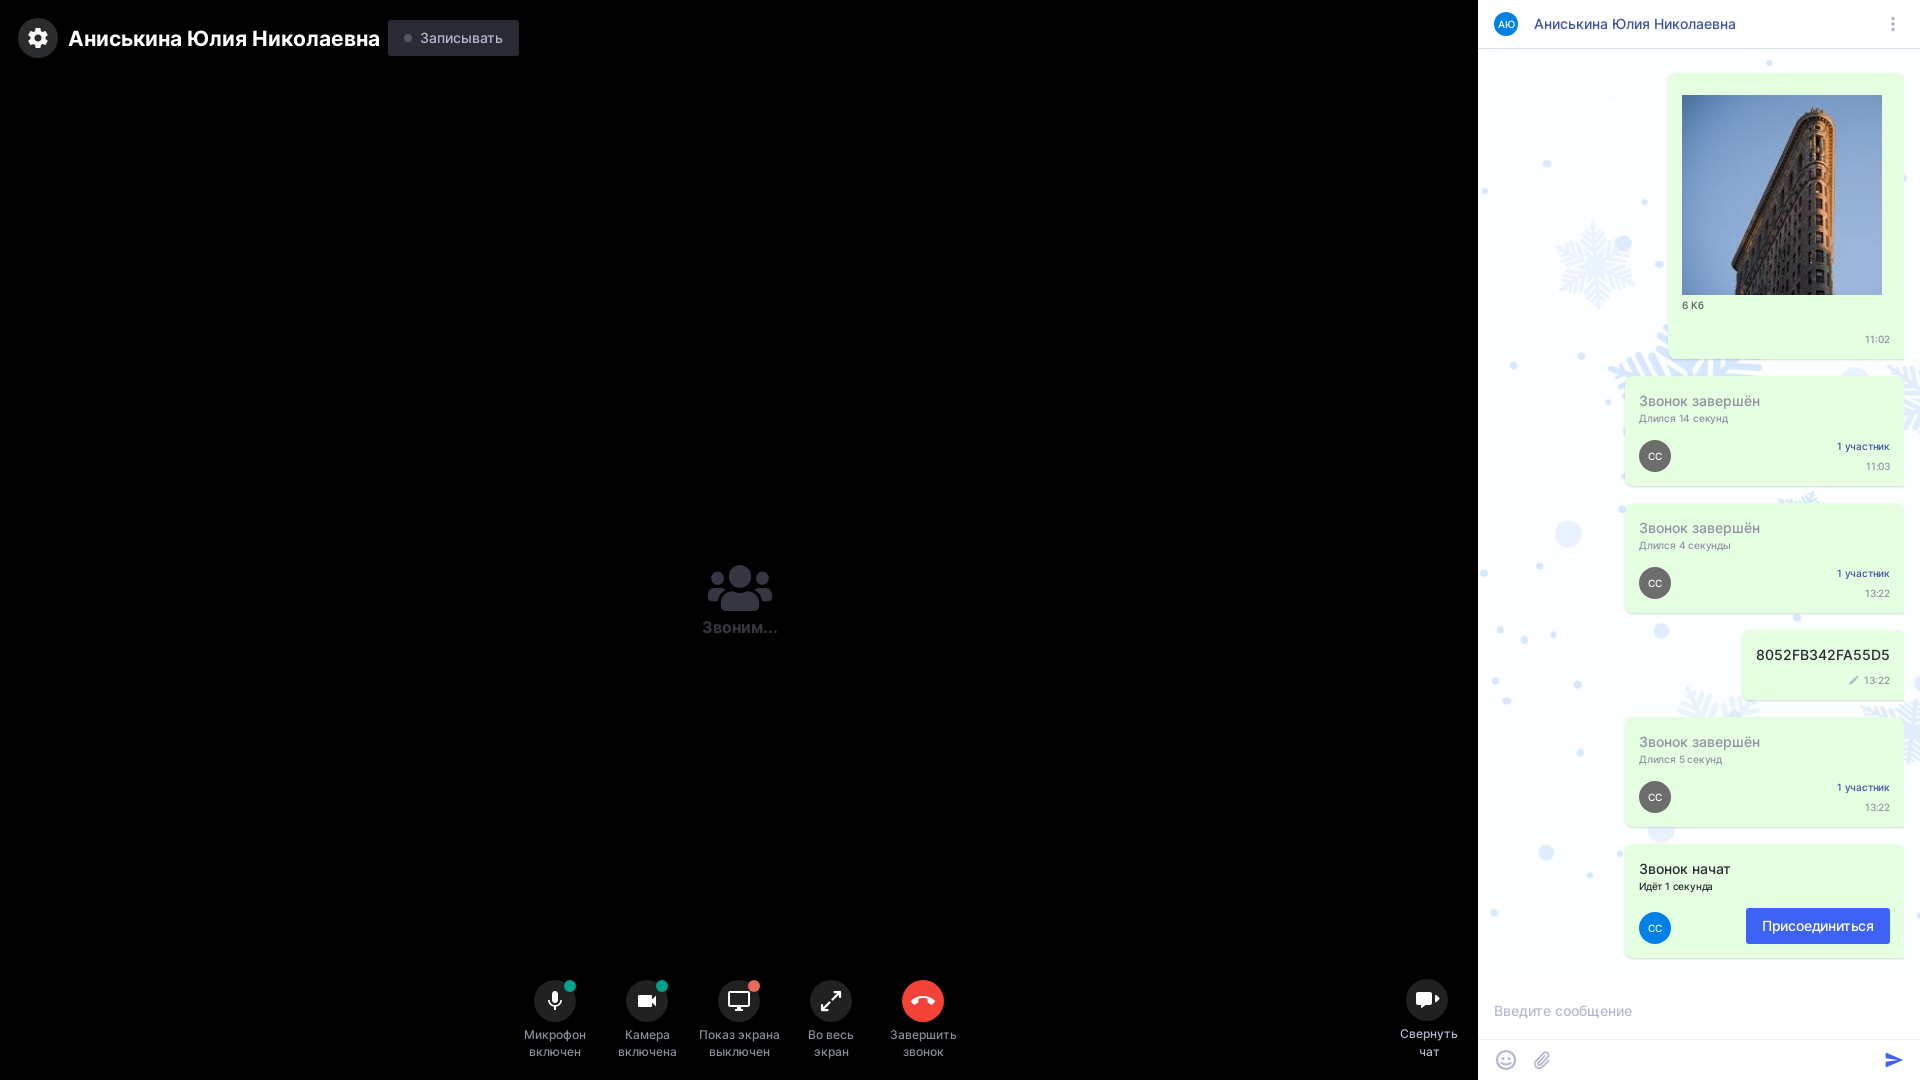 Аниськина Юлия Николаевна
Записывать
Звоним...
Микрофон
включен
Камера
включена
Показ экрана
выключен
Во весь
экран
Завершить
звонок
Свернуть
чат
АЮ
Аниськина Юлия Николаевна
6 Кб
11:02
Звонок завершён
Длился 14 секунд
СС
1 участник
11:03
Звонок завершён
Длился 4 секунды
СС
1 участник
13:22
8052FB342FA55D5
13:22
Звонок завершён
Длился 5 секунд
СС
1 участник
13:22
Звонок начат
Идёт 1 секунда
СС
Присоединиться
Введите сообщение